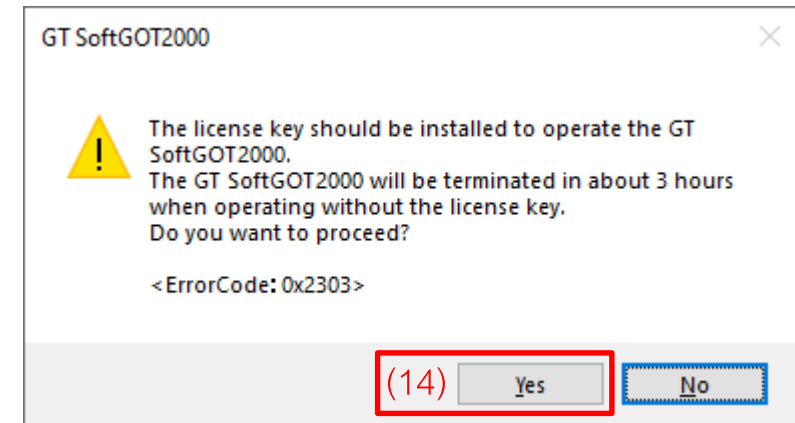 GT SoftGOT2000
The license key should be installed to operate the GT
SoftGOT2000.
The GT SoftGOT2000 will be terminated in about 3 hours
when operating without the license key.
Do you want to proceed?
<ErrorCode: 0x2303>
(14) Yes No